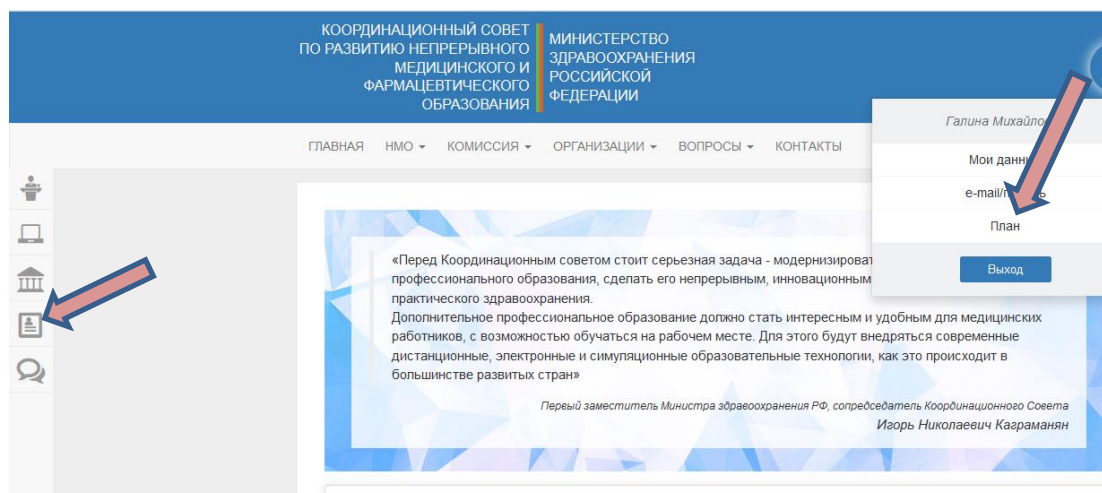 КООРДИНАЦИОННЫЙ СОВЕТ
ПО РАЗВИТИЮ НЕПРЕРЫВНОГО
МЕДИЦИНСКОГО И
ФАРМАЦЕВТИЧЕСКОГО
ОБРАЗОВАНИЯ
МИНИСТЕРСТВО
ЗДРАВООХРАНЕНИЯ
РОССИЙСКОЙ
ФЕДЕРАЦИИ
ГЛАВНАЯ НМО КОМИССИЯ ОРГАНИЗАЦИИ ВОПРОСЫ КОНТАКТЫ
Галина
Мои
e-mail/
План
Выход
«Перед Координационным советом стоит серьезная задача - модернизироват
профессионального образования, сделать его непрерывным, инновационным
практического здравоохранения.
Дополнительное профессиональное образование должно стать интересным и удобным для медицинских
работников, с возможностью обучаться на рабочем месте. Для этого будут внедряться современные
дистанционные, электронные и симуляционные образовательные технологии, как это происходит в
большинстве развитых стран»
Первый заместитель Министра здравоохранения РФ, сопредседатель Координационного Совета
Игорь Николаевич Каграманян